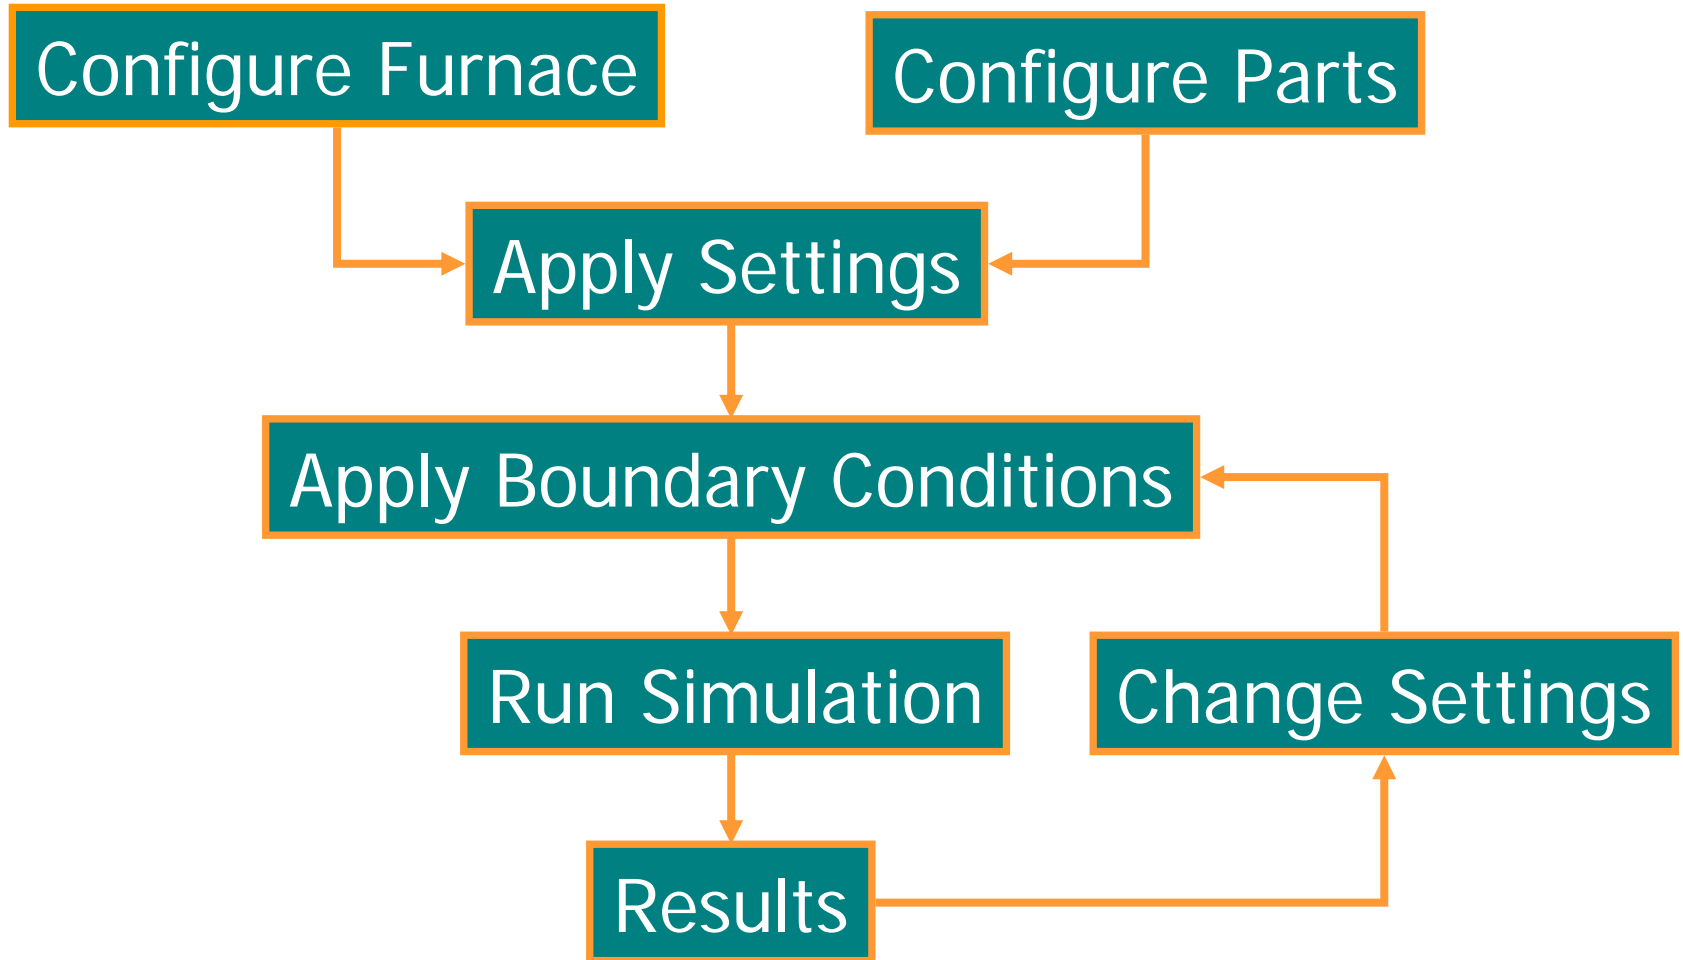 Configure Furnace
Configure Parts
Apply Settings
Apply Boundary Conditions
Run Simulation
Change Settings
Results